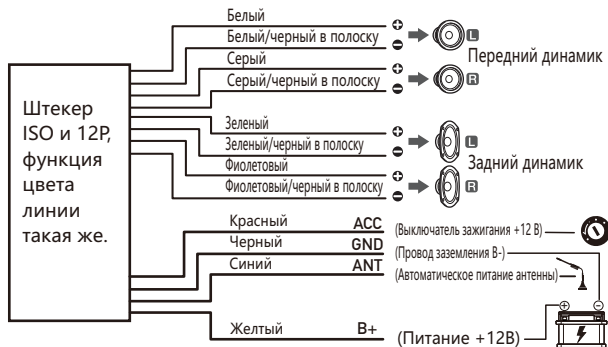 Белый
Белый/черный в полоску
Серый
Серый/черный в полоску
L
R
Передний динамик
Штекер
ISO и 12P,
функция
цвета
линии
такая же.
Зеленый
Зеленый/черный в полоску
Фиолетовый
Фиолетовый/черный в полоску
L
R
Задний динамик
Красный ACC (Выключатель зажигания +12 В)
Черный GND (Провод заземления B-)
Синий ANT (Автоматическое питание антенны)
Желтый B+ (Питание +12В)